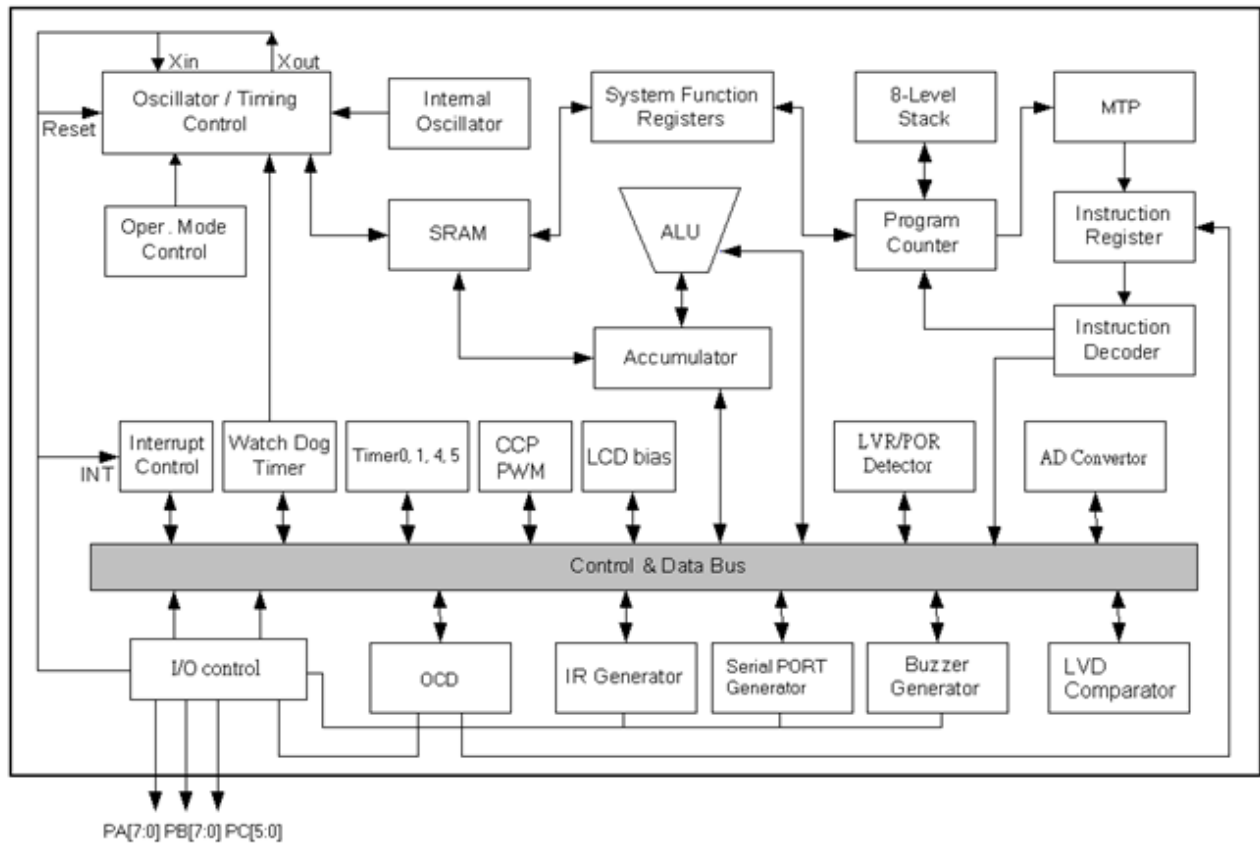 Xin
Xout
Oscillator / Timing
Control
Reset
Internal
Oscillator
System Function
Registers
8-Level
Stack
MTP
Oper. Mode
Control
SRAM
ALU
Program
Counter
Instruction
Register
Accumulator
Instruction
Decoder
Interrupt
Control
INT
Watch Dog
Timer
Timer0, 1, 4, 5
CCP
PWM
LCD bias
LVR/POR
Detector
AD Convertor
Control & Data Bus
I/O control
OCD
IR Generator
Serial PORT
Generator
Buzzer
Generator
LVD
Comparator
PA[7:0] PB[7:0] PC[5:0]